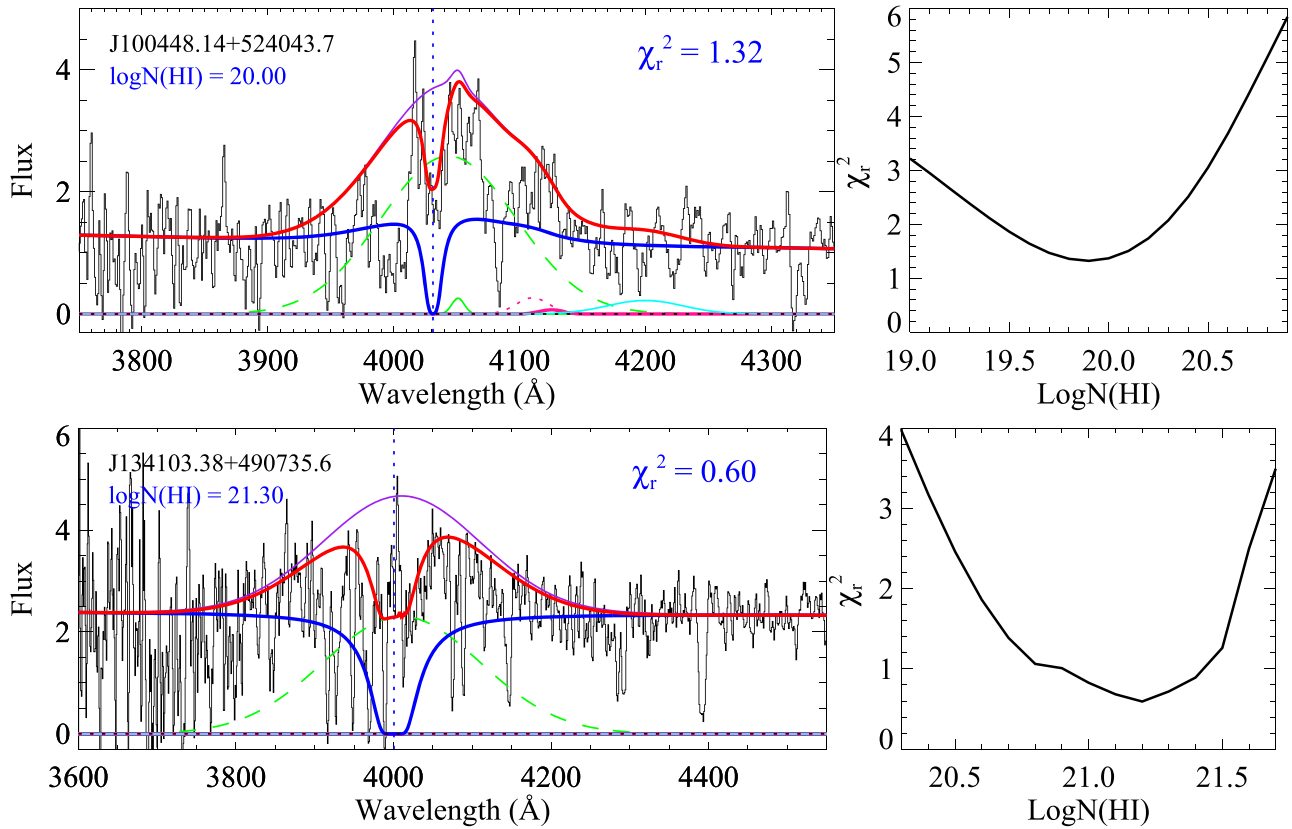 J100448.14+524043.7
logN(HI) = 20.00
χr² = 1.32
Flux
4
2
0
3800 3900 4000 4100 4200 4300
Wavelength (Å)
χr²
6
5
4
3
2
1
0
19.0 19.5 20.0 20.5
LogN(HI)
J134103.38+490735.6
logN(HI) = 21.30
χr² = 0.60
Flux
6
4
2
0
3600 3800 4000 4200 4400
Wavelength (Å)
χr²
4
3
2
1
0
20.5 21.0 21.5
LogN(HI)